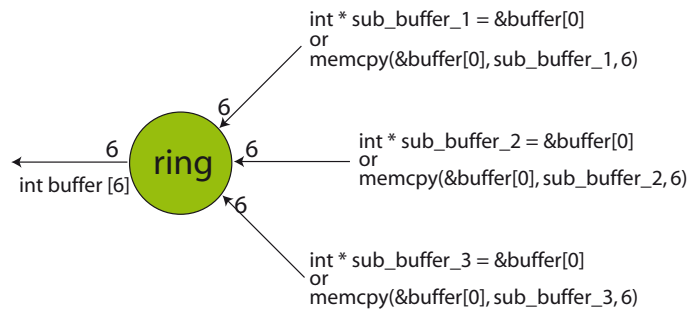 int * sub_buffer_1 = &buffer[0]
or
memcpy(&buffer[0], sub_buffer_1, 6)
6
6
ring
6
int * sub_buffer_2 = &buffer[0]
or
memcpy(&buffer[0], sub_buffer_2, 6)
int buffer [6]
6
int * sub_buffer_3 = &buffer[0]
or
memcpy(&buffer[0], sub_buffer_3, 6)